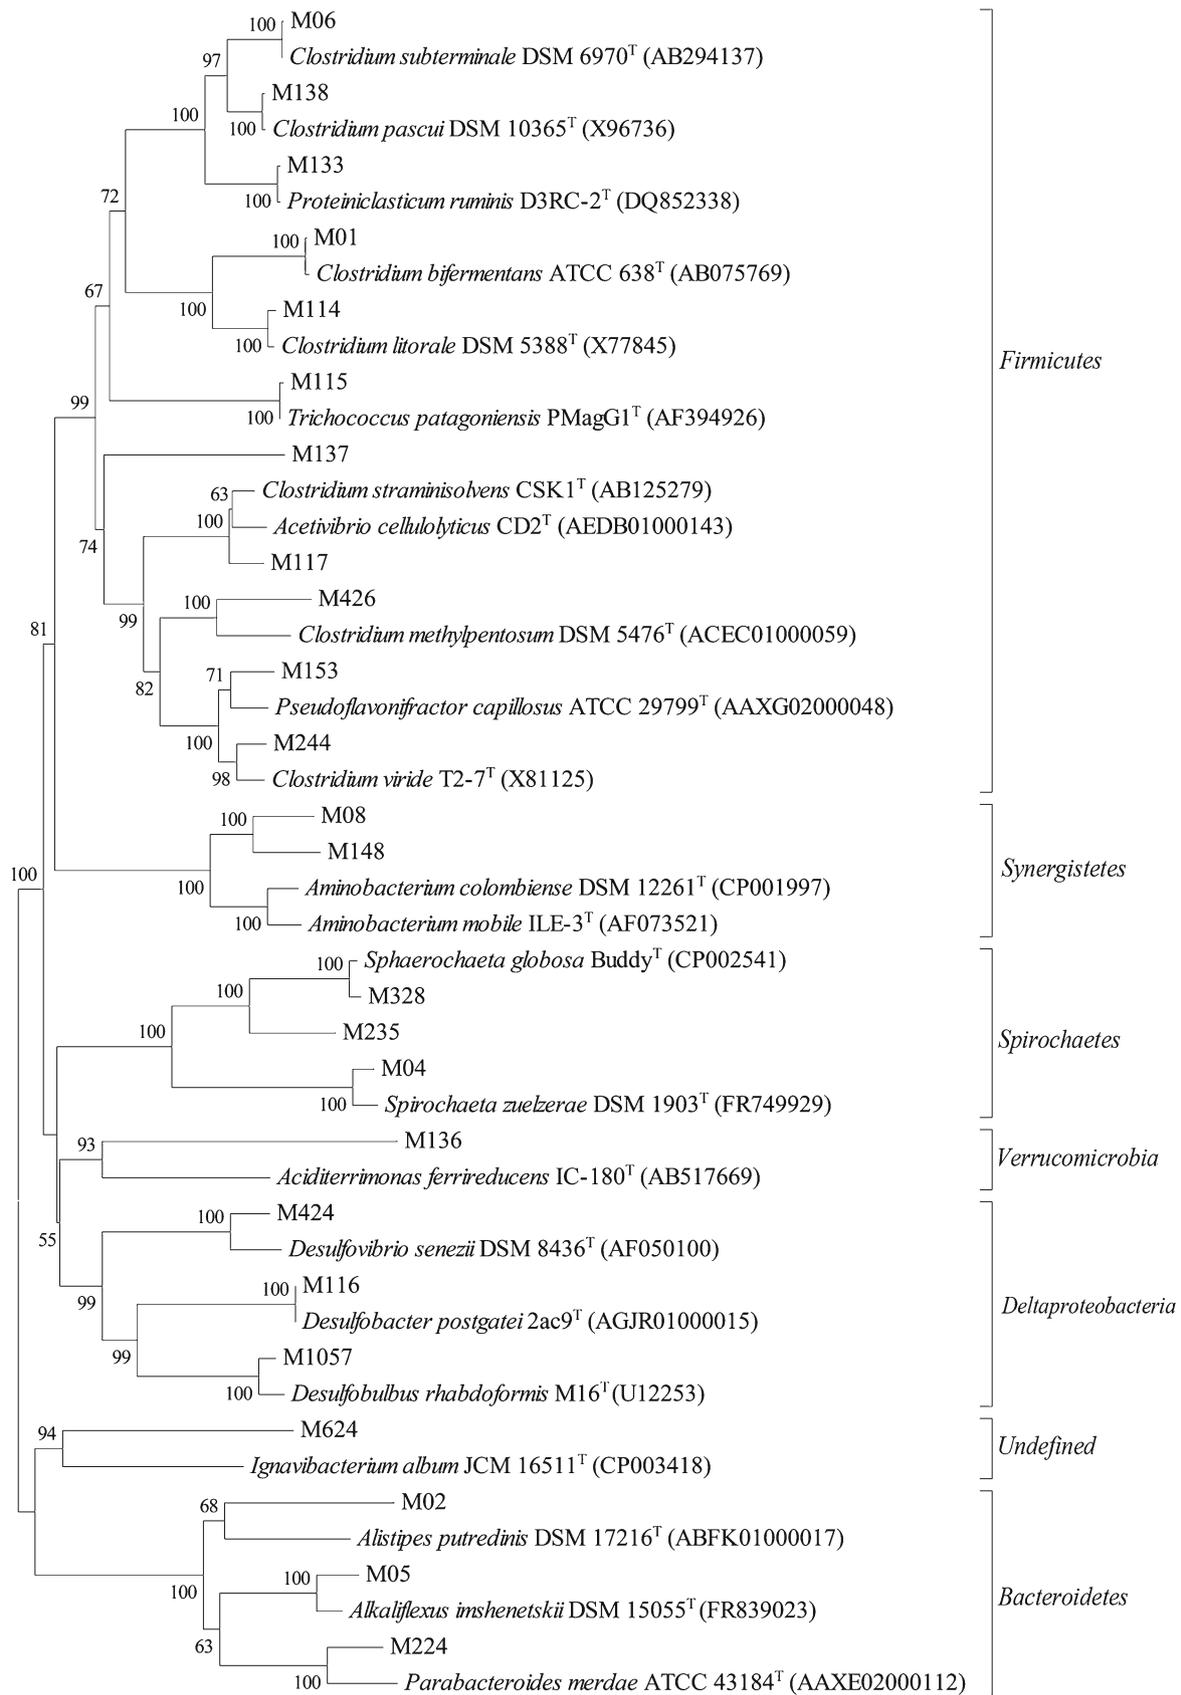 100 M06
Clostridium subterminale DSM 6970ᵀ (AB294137)
97
M138
100 Clostridium pascui DSM 10365ᵀ (X96736)
100
M133
100 Proteiniclasticum ruminis D3RC-2ᵀ (DQ852338)
72
100 M01
Clostridium bifermentans ATCC 638ᵀ (AB075769)
67
100
M114
100 Clostridium litorale DSM 5388ᵀ (X77845)
Firmicutes
M115
99
100 Trichococcus patagoniensis PMagG1ᵀ (AF394926)
M137
63 Clostridium straminisolvens CSK1ᵀ (AB125279)
100 Acetivibrio cellulolyticus CD2ᵀ (AEDB01000143)
74
M117
100 M426
99
81
Clostridium methylpentosum DSM 5476ᵀ (ACEC01000059)
71 M153
82
Pseudoflavonifractor capillosus ATCC 29799ᵀ (AAXG02000048)
100 M244
98 Clostridium viride T2-7ᵀ (X81125)
100 M08
M148
Synergistetes
100
100 Aminobacterium colombiense DSM 12261ᵀ (CP001997)
100 Aminobacterium mobile ILE-3ᵀ (AF073521)
100 Sphaerochaeta globosa Buddyᵀ (CP002541)
100 M328
100 M235
Spirochaetes
M04
100 Spirochaeta zuelzerae DSM 1903ᵀ (FR749929)
93 M136
Verrucomicrobia
Aciditerrimonas ferrireducens IC-180ᵀ (AB517669)
100 M424
55
Desulfovibrio senezii DSM 8436ᵀ (AF050100)
100 M116
99
Deltaproteobacteria
Desulfobacter postgatei 2ac9ᵀ (AGJR01000015)
99 M1057
100 Desulfobulbus rhabdoformis M16ᵀ (U12253)
94 M624
Undefined
Ignavibacterium album JCM 16511ᵀ (CP003418)
68 M02
Alistipes putredinis DSM 17216ᵀ (ABFK01000017)
100 M05
100
Bacteroidetes
Alkaliflexus imshenetskii DSM 15055ᵀ (FR839023)
63 M224
100 Parabacteroides merdae ATCC 43184ᵀ (AAXE02000112)